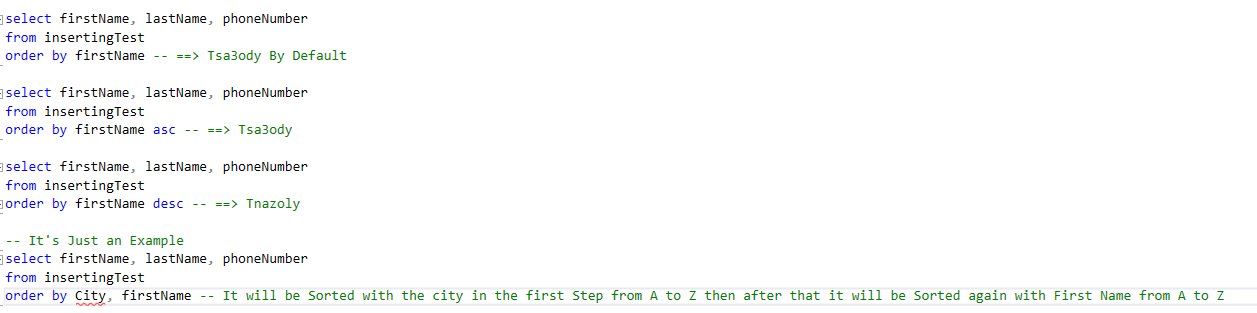 select firstName, lastName, phoneNumber
from insertingTest
order by firstName -- ==> Tsa3ody By Default
select firstName, lastName, phoneNumber
from insertingTest
order by firstName asc -- ==> Tsa3ody
select firstName, lastName, phoneNumber
from insertingTest
order by firstName desc -- ==> Tnazoly
-- It's Just an Example
select firstName, lastName, phoneNumber
from insertingTest
order by City, firstName -- It will be Sorted with the city in the first Step from A to Z then after that it will be Sorted again with First Name from A to Z